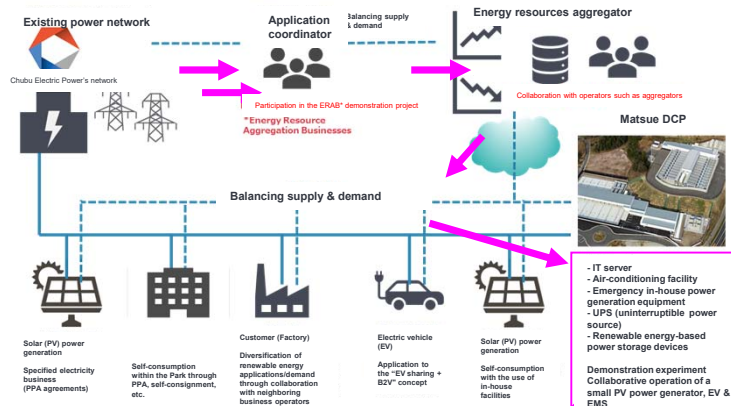 Existing power network
Chubu Electric Power's network
Application
coordinator
Balancing supply
& demand
Energy resources aggregator
Participation in the ERAB* demonstration project
*Energy Resource
Aggregation Businesses
Collaboration with operators such as aggregators
Matsue DCP
Balancing supply & demand
Solar (PV) power
generation
Specified electricity
business
(PPA agreements)
Self-consumption
within the Park through
PPA, self-consignment,
etc.
Customer (Factory)
Diversification of
renewable energy
applications/demand
through collaboration
with neighboring
business operators
Electric vehicle
(EV)
Application to
the "EV sharing +
B2V" concept
Solar (PV) power
generation
Self-consumption
with the use of
in-house
facilities
- IT server
- Air-conditioning facility
- Emergency in-house power
generation equipment
- UPS (uninterruptible power
source)
- Renewable energy-based
power storage devices
Demonstration experiment
Collaborative operation of a
small PV power generator, EV &
EMS